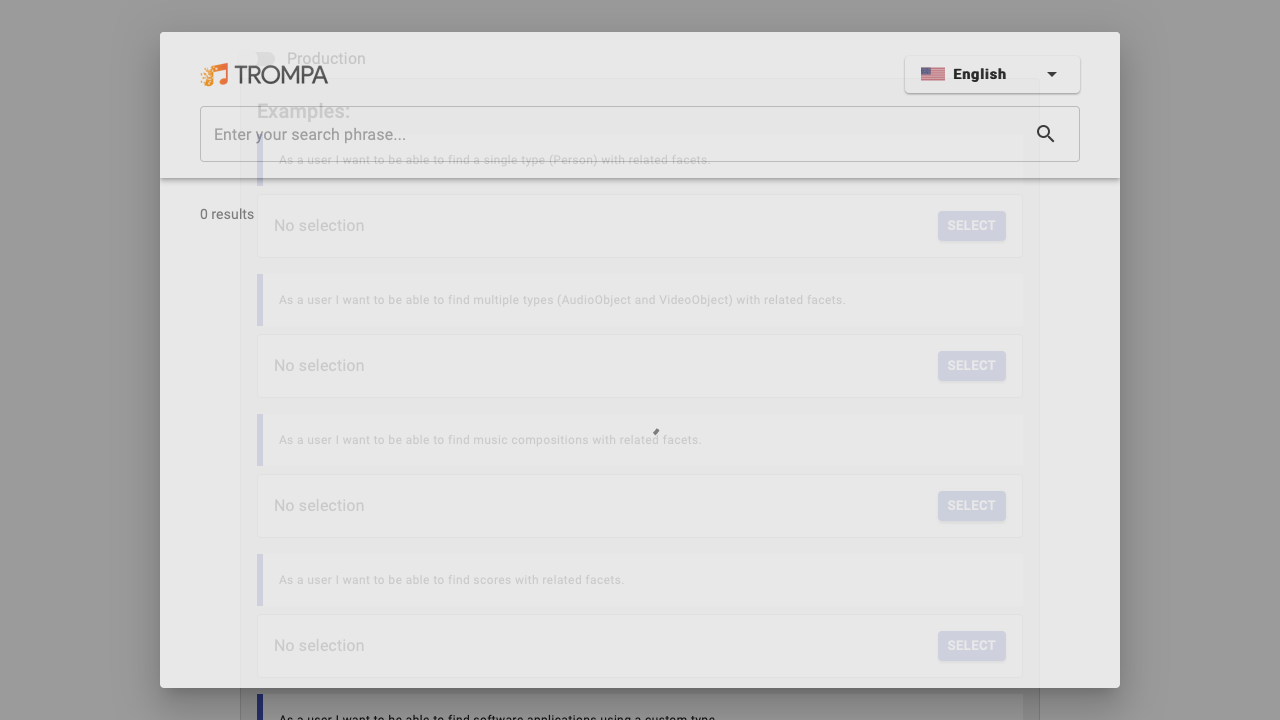 Production
TROMPA
English
Examples:
Enter your search phrase...
As a user I want to be able to find a single type (Person) with related facets.
0 results
No selection
SELECT
As a user I want to be able to find multiple types (AudioObject and VideoObject) with related facets.
No selection
SELECT
As a user I want to be able to find music compositions with related facets.
No selection
SELECT
As a user I want to be able to find scores with related facets.
No selection
SELECT
As a user I want to be able to find software applications using a custom type